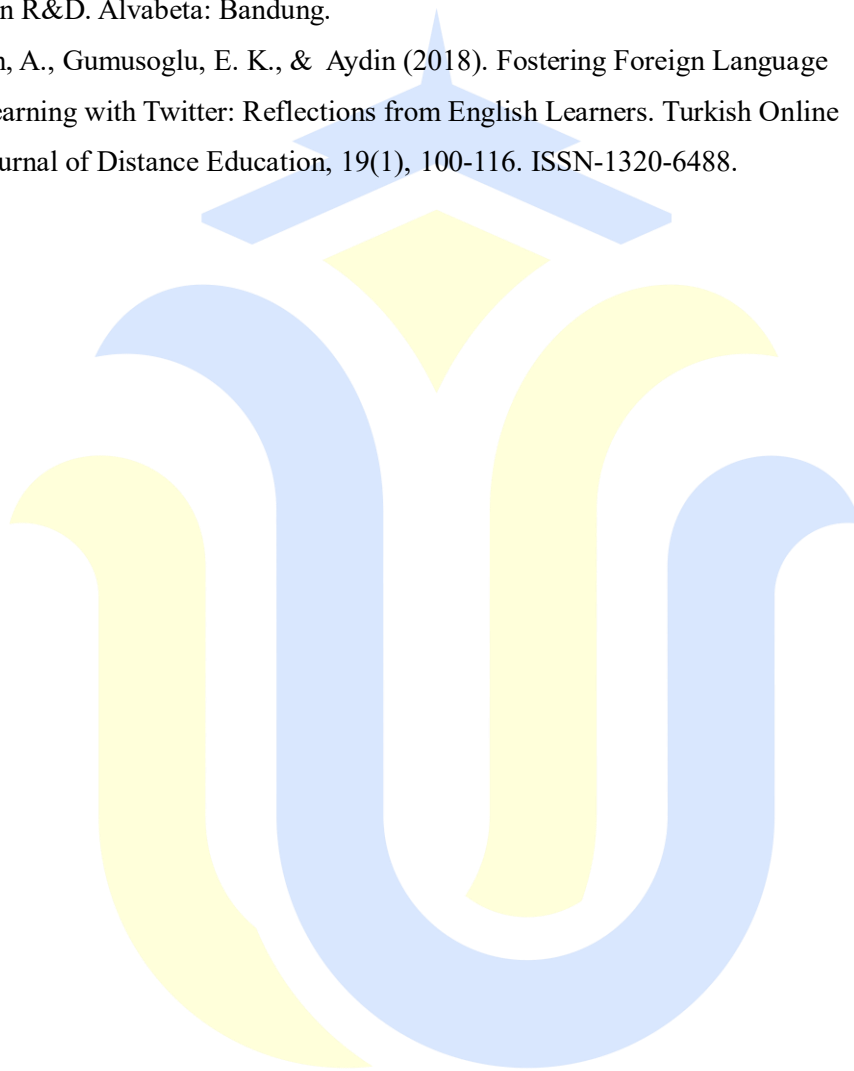 n R&D. Alvabeta: Bandung.
, A., Gumusoglu, E. K., & Aydin (2018). Fostering Foreign Language
earning with Twitter: Reflections from English Learners. Turkish Online
urnal of Distance Education, 19(1), 100-116. ISSN-1320-6488.